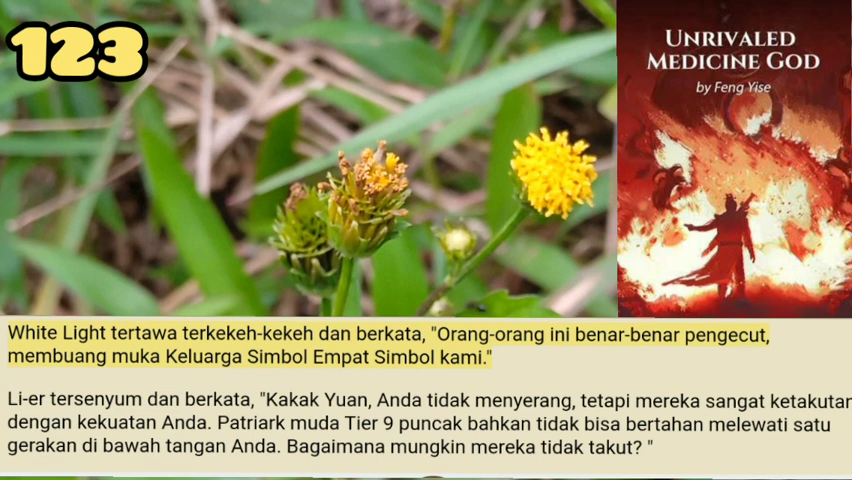 123
UNRIVALED
MEDICINE GOD
by Feng Yise
White Light tertawa terkekeh-kekeh dan berkata, "Orang-orang ini benar-benar pengecut,
membuang muka Keluarga Simbol Empat Simbol kami."
Li-er tersenyum dan berkata, "Kakak Yuan, Anda tidak menyerang, tetapi mereka sangat ketakutan
dengan kekuatan Anda. Patriark muda Tier 9 puncak bahkan tidak bisa bertahan melewati satu
gerakan di bawah tangan Anda. Bagaimana mungkin mereka tidak takut? "